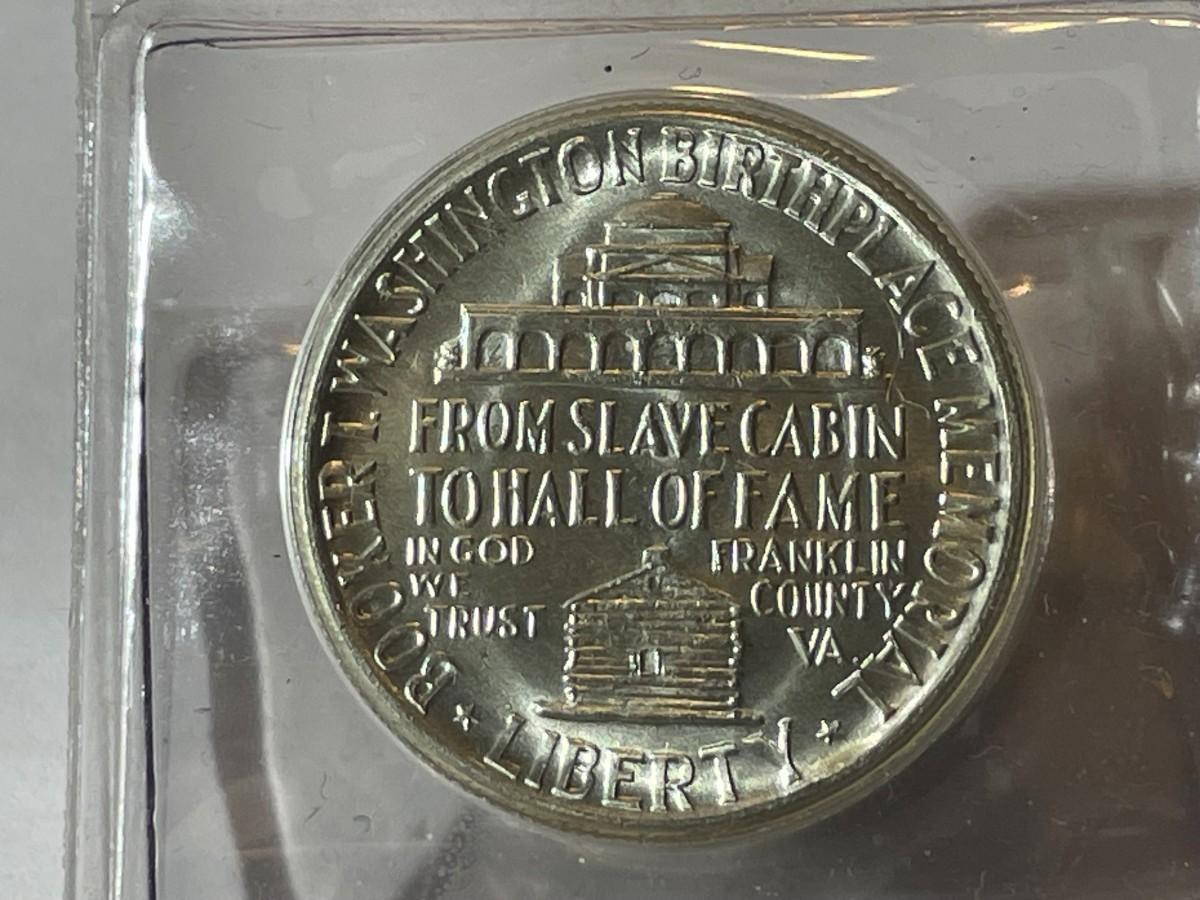 BOOKER T. WASHINGTON BIRTHPLACE MEMORIAL
FROM SLAVE CABIN
TO HALL OF FAME
IN GOD
WE
TRUST
FRANKLIN
COUNTY
VA.
LIBERTY